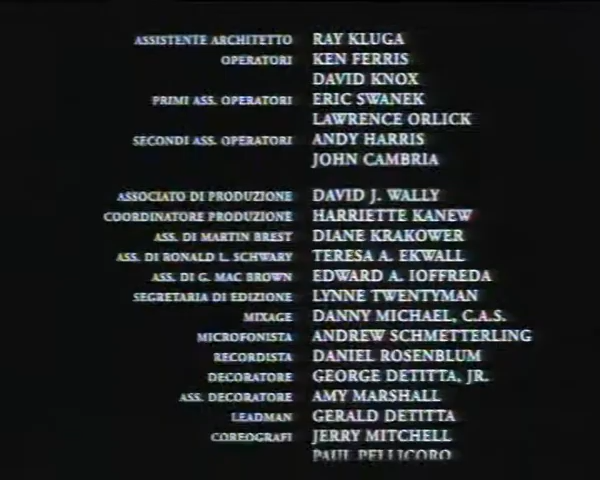 ASSISTENTE ARCHITETTO RAY KLUGA
OPERATORI KEN FERRIS
DAVID KNOX
PRIMI ASS. OPERATORI ERIC SWANEK
LAWRENCE ORLICK
SECONDI ASS. OPERATORI ANDY HARRIS
JOHN CAMBRIA
ASSOCIATO DI PRODUZIONE DAVID J. WALLY
COORDINATORE PRODUZIONE HARRIETTE KANEW
ASS. DI MARTIN BREST DIANE KRAKOWER
ASS. DI RONALD L. SCHWARY TERESA A. EKWALL
ASS. DI G. MAC BROWN EDWARD A. IOFFREDA
SEGRETARIA DI EDIZIONE LYNNE TWENTYMAN
MIXAGE DANNY MICHAEL, C.A.S.
MICROFONISTA ANDREW SCHMETTERLING
RECORDISTA DANIEL ROSENBLUM
DECORATORE GEORGE DETITTA, JR.
ASS. DECORATORE AMY MARSHALL
LEADMAN GERALD DETITTA
COREOGRAFI JERRY MITCHELL
PAUL PELLICORO